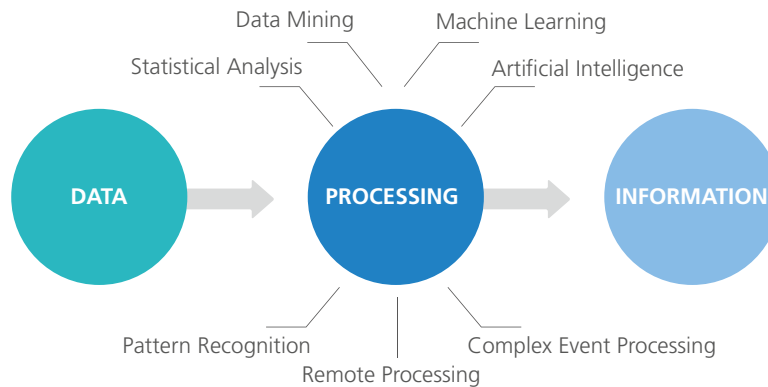 Data Mining
Machine Learning
Statistical Analysis
Artificial Intelligence
DATA
PROCESSING
INFORMATION
Pattern Recognition
Complex Event Processing
Remote Processing